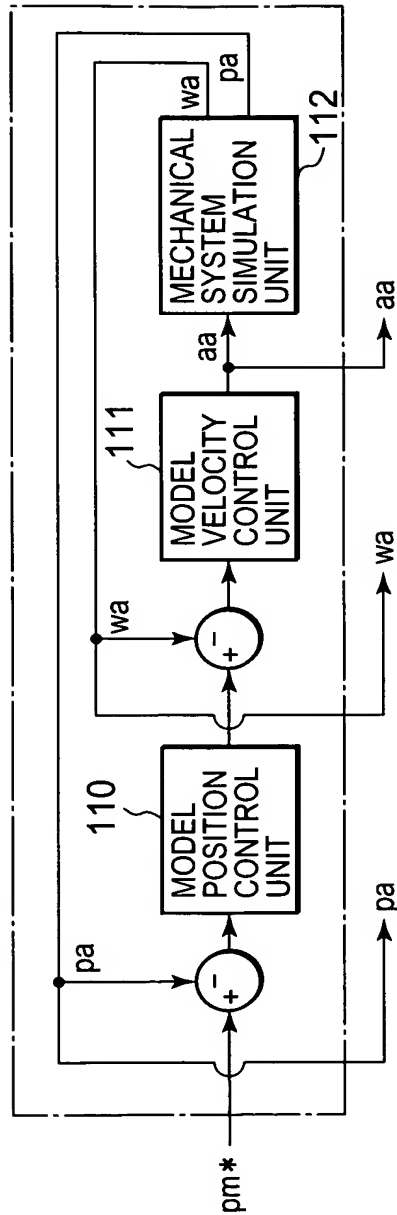 pm*
pa
pa
110
MODEL
POSITION
CONTROL
UNIT
wa
wa
111
MODEL
VELOCITY
CONTROL
UNIT
aa
aa
MECHANICAL
SYSTEM
SIMULATION
UNIT
112
wa
pa
+
-
+
-